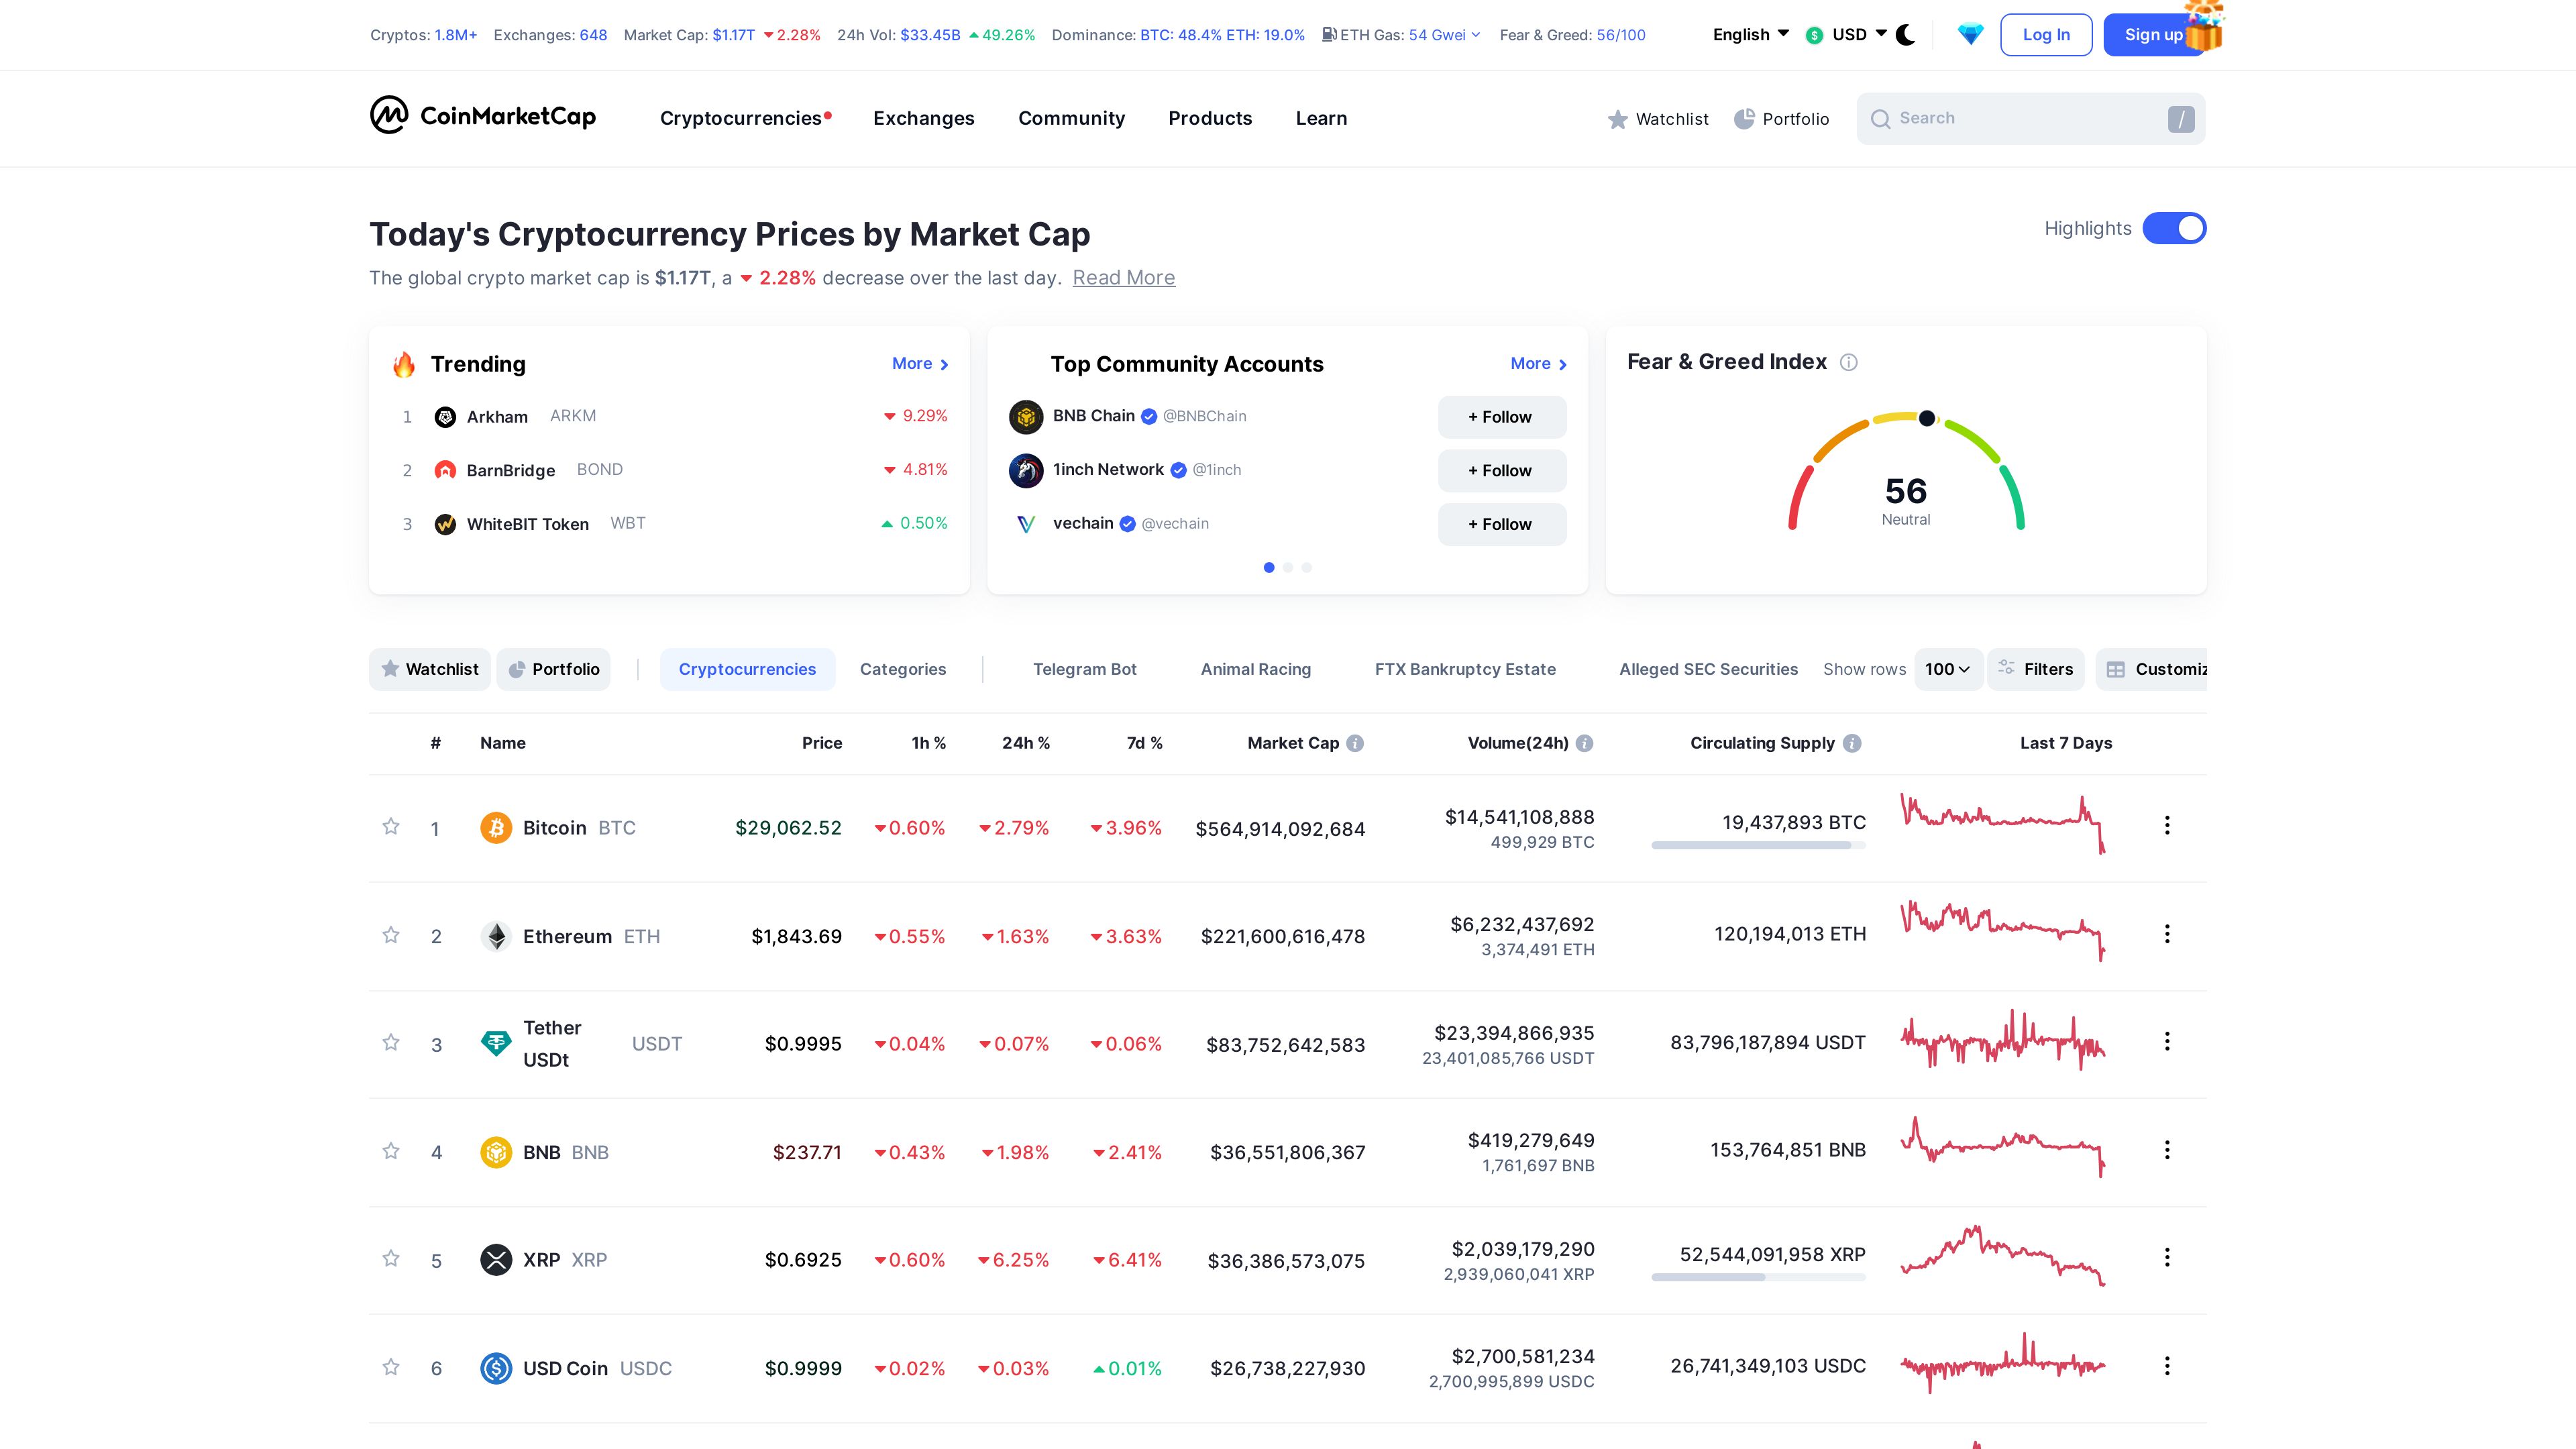 Cryptos: 1.8M+ Exchanges: 648 Market Cap: $1.17T 2.28% 24h Vol: $33.45B 49.26% Dominance: BTC: 48.4% ETH: 19.0% ETH Gas: 54 Gwei Fear & Greed: 56/100 English USD Log In Sign up
CoinMarketCap Cryptocurrencies Exchanges Community Products Learn Watchlist Portfolio Search /
Today's Cryptocurrency Prices by Market Cap Highlights
The global crypto market cap is $1.17T, a 2.28% decrease over the last day. Read More
Trending More
1 Arkham ARKM 9.29%
2 BarnBridge BOND 4.81%
3 WhiteBIT Token WBT 0.50%
Top Community Accounts More
BNB Chain @BNBChain + Follow
1inch Network @1inch + Follow
vechain @vechain + Follow
Fear & Greed Index
56
Neutral
Watchlist Portfolio Cryptocurrencies Categories Telegram Bot Animal Racing FTX Bankruptcy Estate Alleged SEC Securities Show rows 100 Filters Customiz
# Name Price 1h % 24h % 7d % Market Cap Volume(24h) Circulating Supply Last 7 Days
1 Bitcoin BTC $29,062.52 0.60% 2.79% 3.96% $564,914,092,684 $14,541,108,888 19,437,893 BTC
499,929 BTC
2 Ethereum ETH $1,843.69 0.55% 1.63% 3.63% $221,600,616,478 $6,232,437,692 120,194,013 ETH
3,374,491 ETH
3 Tether USDt USDT $0.9995 0.04% 0.07% 0.06% $83,752,642,583 $23,394,866,935 83,796,187,894 USDT
23,401,085,766 USDT
4 BNB BNB $237.71 0.43% 1.98% 2.41% $36,551,806,367 $419,279,649 153,764,851 BNB
1,761,697 BNB
5 XRP XRP $0.6925 0.60% 6.25% 6.41% $36,386,573,075 $2,039,179,290 52,544,091,958 XRP
2,939,060,041 XRP
6 USD Coin USDC $0.9999 0.02% 0.03% 0.01% $26,738,227,930 $2,700,581,234 26,741,349,103 USDC
2,700,995,899 USDC